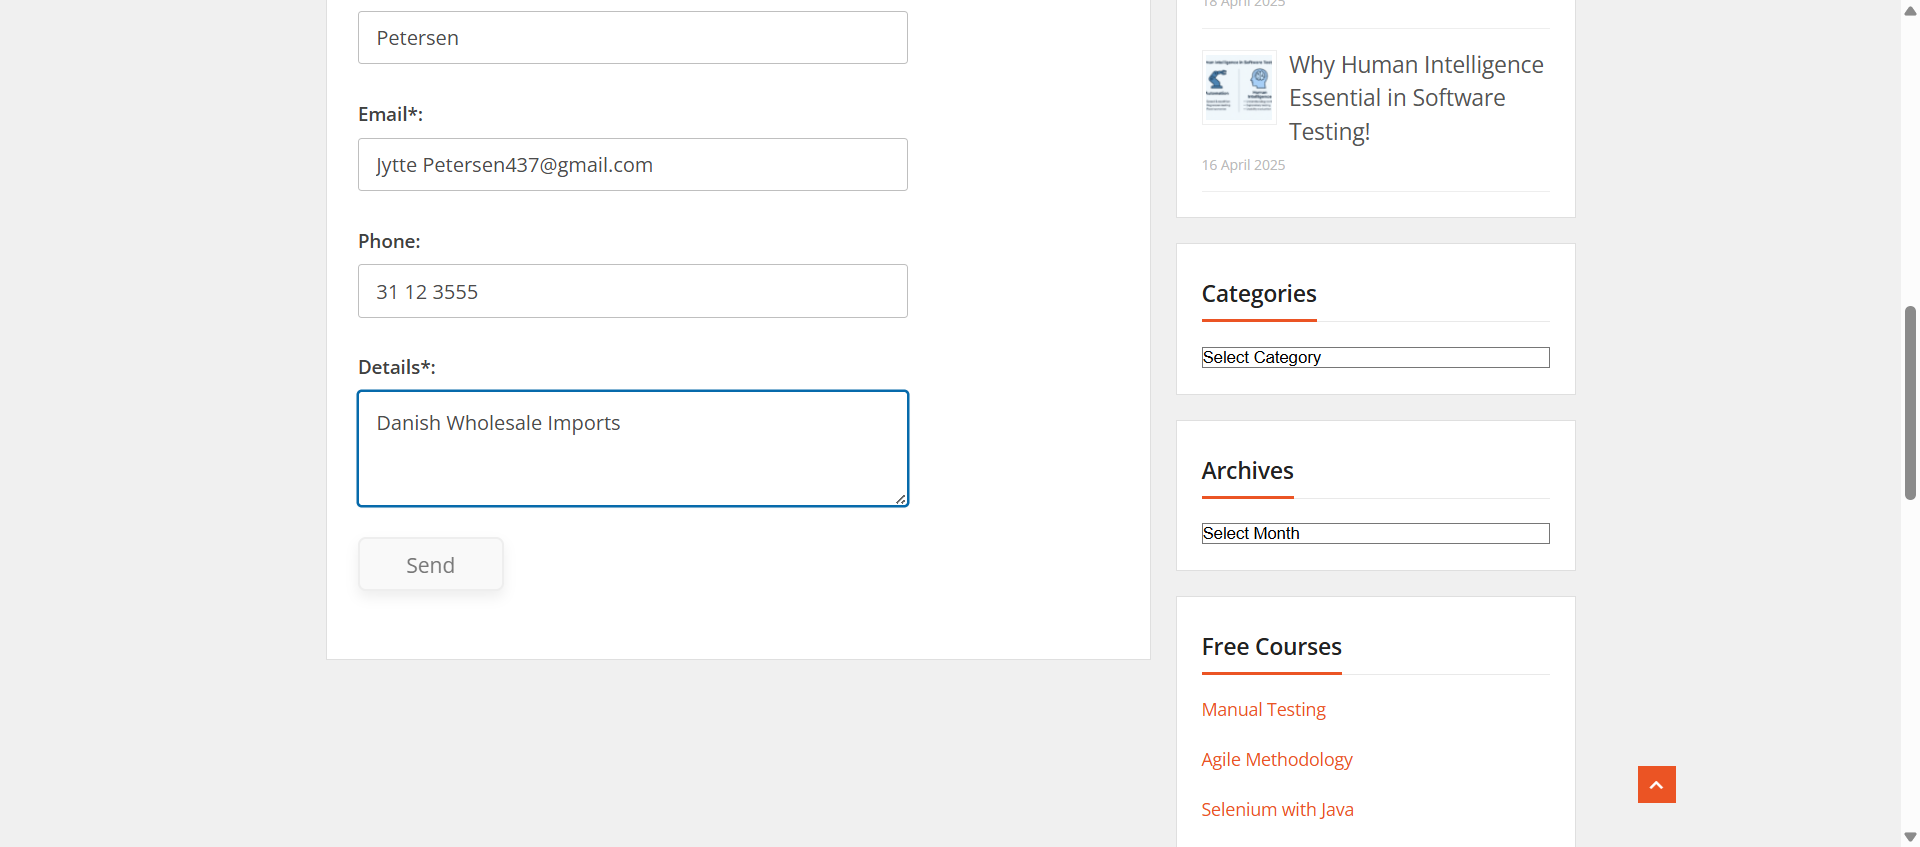 Petersen
Email*:
Jytte Petersen437@gmail.com
Phone:
31 12 3555
Details*:
Danish Wholesale Imports
Send
18 April 2025
Why Human Intelligence
Essential in Software
Testing!
16 April 2025
Categories
Select Category
Archives
Select Month
Free Courses
Manual Testing
Agile Methodology
Selenium with Java